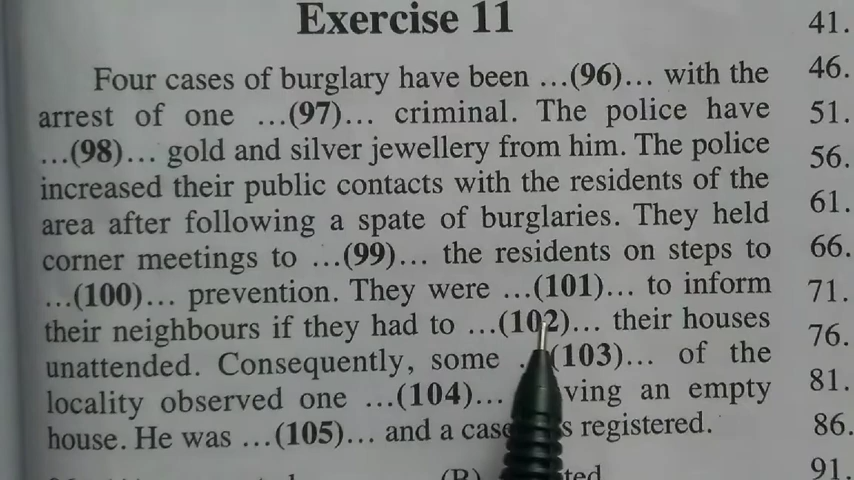 Exercise 11
41.
Four cases of burglary have been ...(96)... with the
46.
arrest of one ...(97)... criminal. The police have
51.
...(98)... gold and silver jewellery from him. The police
56.
increased their public contacts with the residents of the
area after following a spate of burglaries. They held
61.
corner meetings to ...(99)... the residents on steps to
66.
...(100)... prevention. They were ...(101)... to inform
71.
their neighbours if they had to ...(102)... their houses
76.
unattended. Consequently, some ...(103)... of the
locality observed one ...(104)... an empty
81.
house. He was ...(105)... and a case registered.
86.
(B)
91.